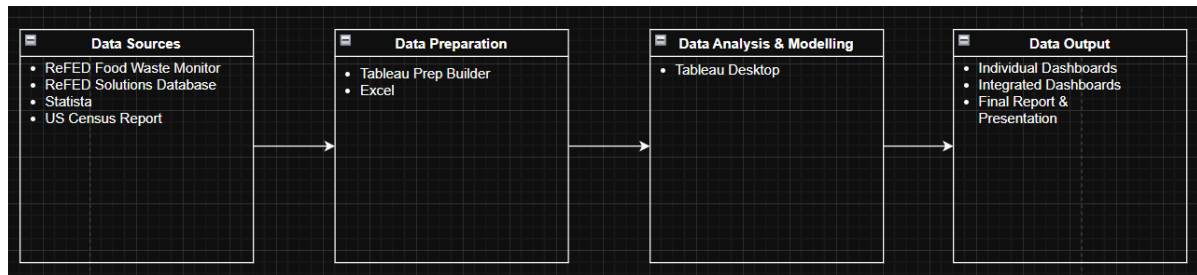 Data Sources
ReFED Food Waste Monitor
ReFED Solutions Database
Statista
US Census Report
Data Preparation
Tableau Prep Builder
Excel
Data Analysis & Modelling
Tableau Desktop
Data Output
Individual Dashboards
Integrated Dashboards
Final Report &
Presentation